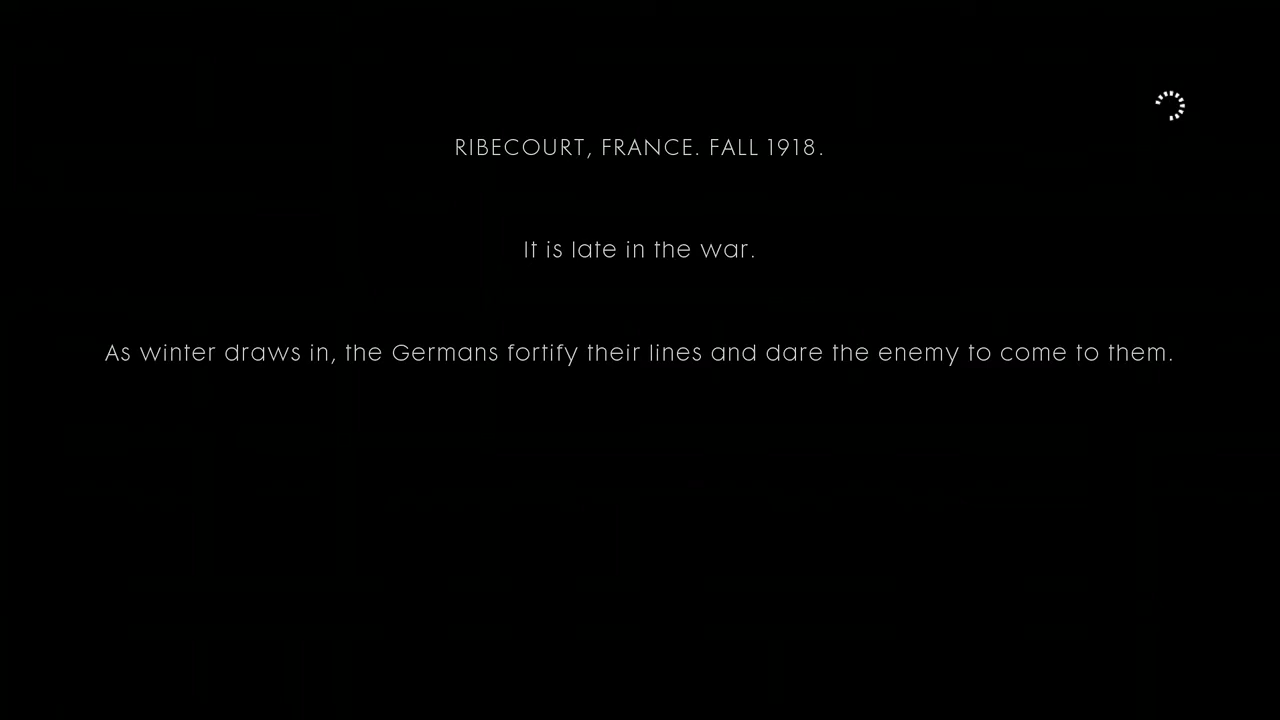 RIBECOURT, FRANCE. FALL 1918.
It is late in the war.
As winter draws in, the Germans fortify their lines and dare the enemy to come to them.